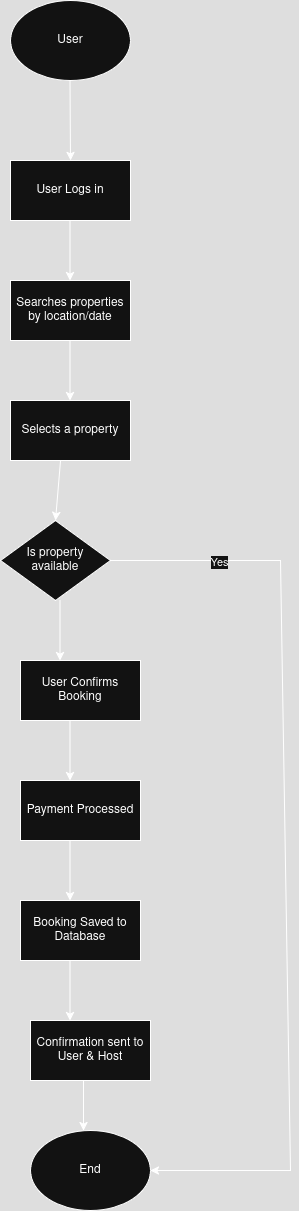 User
User Logs in
Searches properties
by location/date
Selects a property
Is property
available
Yes
User Confirms
Booking
Payment Processed
Booking Saved to
Database
Confirmation sent to
User & Host
End